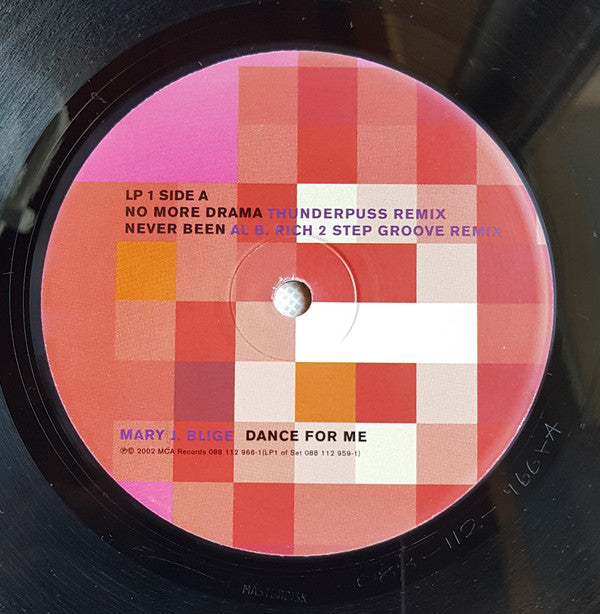 LP 1 SIDE A
NO MORE DRAMA THUNDERPUSS REMIX
NEVER BEEN AL B. RICH 2 STEP GROOVE REMIX
MARY J. BLIGE DANCE FOR ME
℗© 2002 MCA Records 088 112 966-1(LP1 of Set 088 112 959-1)
MASTERDISK